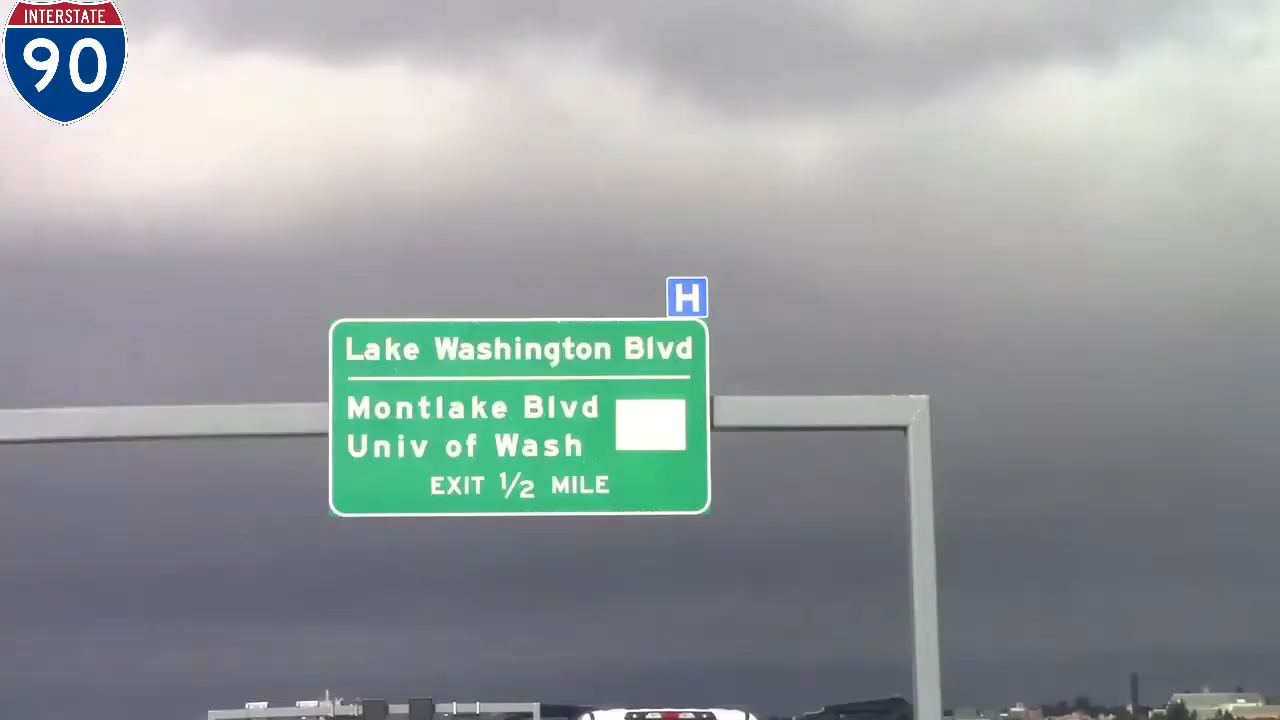 INTERSTATE
90
H
Lake Washington Blvd
Montlake Blvd
Univ of Wash
EXIT 1/2 MILE